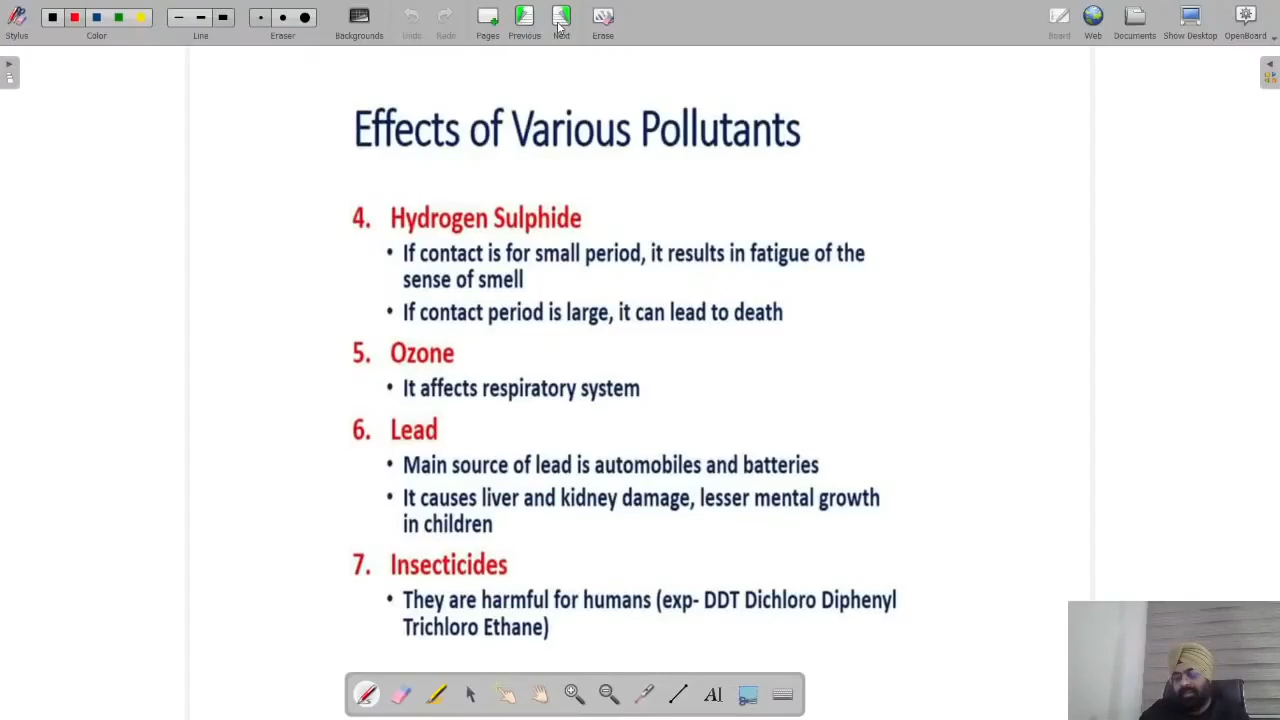 Stylus Color Line Eraser Backgrounds Undo Redo Pages Previous Next Erase Board Web Documents Show Desktop OpenBoard
Effects of Various Pollutants
4. Hydrogen Sulphide
• If contact is for small period, it results in fatigue of the
sense of smell
• If contact period is large, it can lead to death
5. Ozone
• It affects respiratory system
6. Lead
• Main source of lead is automobiles and batteries
• It causes liver and kidney damage, lesser mental growth
in children
7. Insecticides
• They are harmful for humans (exp- DDT Dichloro Diphenyl
Trichloro Ethane)
AI